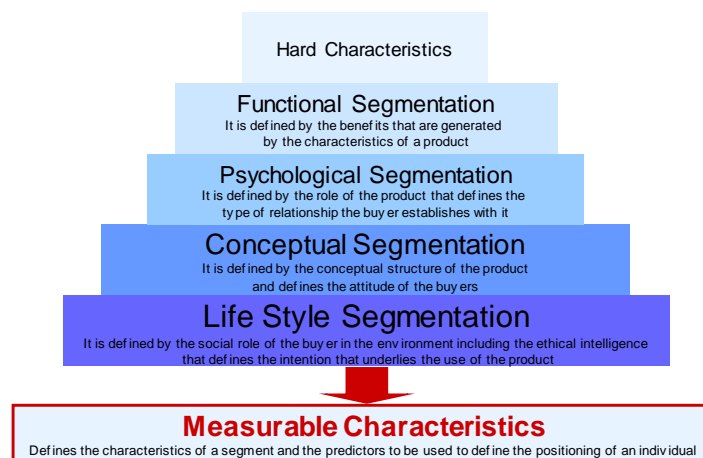 Hard Characteristics
Functional Segmentation
It is defined by the benefits that are generated
by the characteristics of a product
Psychological Segmentation
It is defined by the role of the product that defines the
type of relationship the buyer establishes with it
Conceptual Segmentation
It is defined by the conceptual structure of the product
and defines the attitude of the buyers
Life Style Segmentation
It is defined by the social role of the buyer in the environment including the ethical intelligence
that defines the intention that underlies the use of the product
Measurable Characteristics
Defines the characteristics of a segment and the predictors to be used to define the positioning of an individual